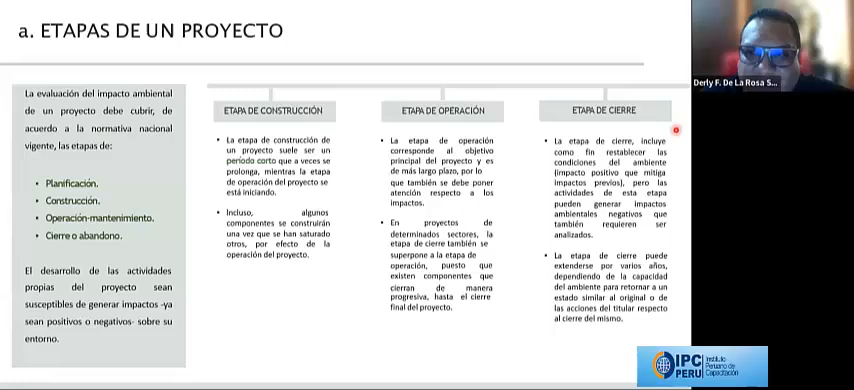 a. ETAPAS DE UN PROYECTO
La evaluación del impacto ambiental
de un proyecto debe cubrir, de
acuerdo a la normativa nacional
vigente, las etapas de:
• Planificación.
• Construcción.
• Operación-mantenimiento.
• Cierre o abandono.
El desarrollo de las actividades
propias del proyecto sean
susceptibles de generar impactos -ya
sean positivos o negativos- sobre su
entorno.
ETAPA DE CONSTRUCCIÓN
• La etapa de construcción de
un proyecto suele ser un
período corto que a veces se
prolonga, mientras la etapa
de operación del proyecto se
está iniciando.
• Incluso, algunos
componentes se construirán
una vez que se han saturado
otros, por efecto de la
operación del proyecto.
ETAPA DE OPERACIÓN
• La etapa de operación
corresponde al objetivo
principal del proyecto y es
de más largo plazo, por lo
que también se debe poner
atención respecto a los
impactos.
• En proyectos de
determinados sectores, la
etapa de cierre también se
superpone a la etapa de
operación, puesto que
existen componentes que
cierran de manera
progresiva, hasta el cierre
final del proyecto.
ETAPA DE CIERRE
• La etapa de cierre, incluye
como fin restablecer las
condiciones del ambiente
(impacto positivo que mitiga
impactos previos), pero las
actividades de esta etapa
pueden generar impactos
ambientales negativos que
también requieren ser
analizados.
• La etapa de cierre puede
extenderse por varios años,
dependiendo de la capacidad
del ambiente para retornar a un
estado similar al original o de
las acciones del titular respecto
al cierre del mismo.
Derly F. De La Rosa S...
IPC
PERU
Instituto
Peruano de
Capacitación